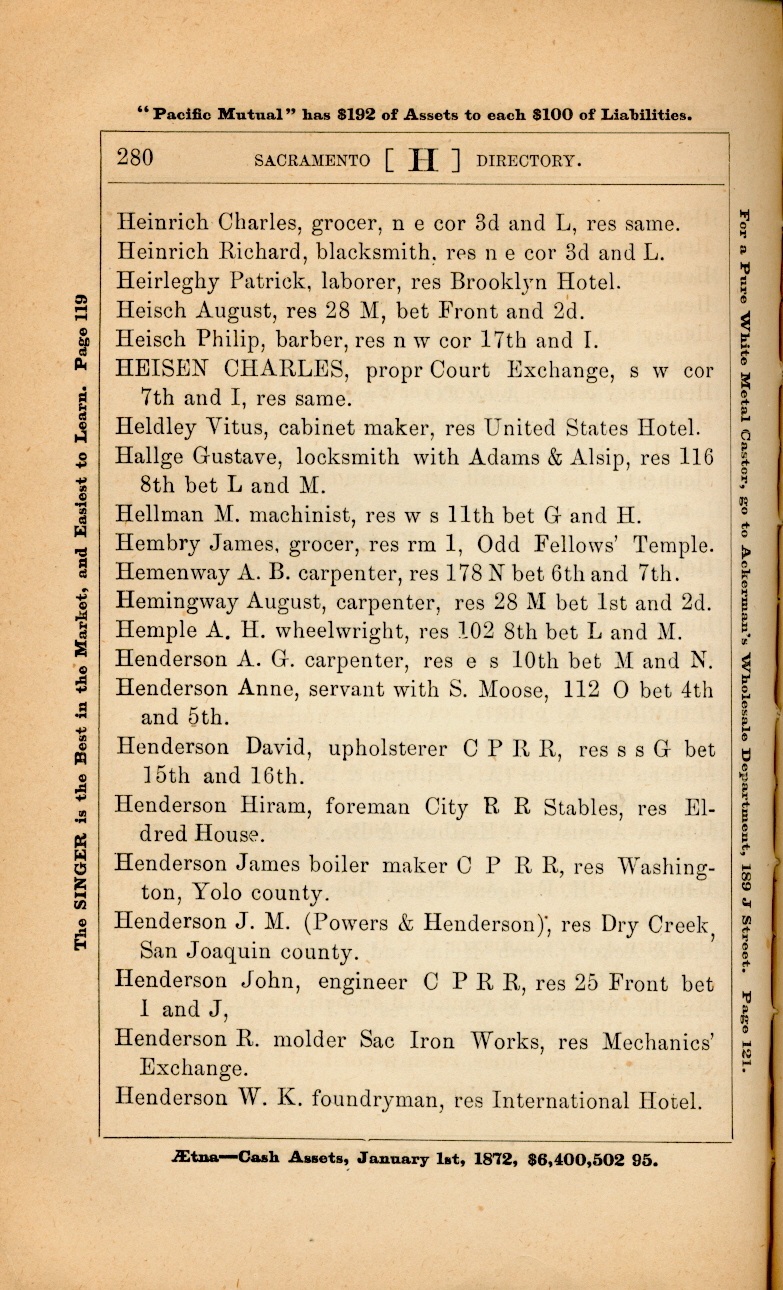 “Pacific Mutual” has $192 of Assets to each $100 of Liabilities.
280 SACRAMENTO [ H ] DIRECTORY.
Heinrich Charles, grocer, n e cor 3d and L, res same.
Heinrich Richard, blacksmith, res n e cor 3d and L.
Heirleghy Patrick, laborer, res Brooklyn Hotel.
Heisch August, res 28 M, bet Front and 2d.
Heisch Philip, barber, res n w cor 17th and I.
HEISEN CHARLES, propr Court Exchange, s w cor
7th and I, res same.
Heldley Vitus, cabinet maker, res United States Hotel.
Hallge Gustave, locksmith with Adams & Alsip, res 116
8th bet L and M.
Hellman M. machinist, res w s 11th bet G and H.
Hembry James, grocer, res rm 1, Odd Fellows’ Temple.
Hemenway A. B. carpenter, res 178 N bet 6th and 7th.
Hemingway August, carpenter, res 28 M bet 1st and 2d.
Hemple A. H. wheelwright, res 102 8th bet L and M.
Henderson A. G. carpenter, res e s 10th bet M and N.
Henderson Anne, servant with S. Moose, 112 O bet 4th
and 5th.
Henderson David, upholsterer C P R R, res s s G bet
15th and 16th.
Henderson Hiram, foreman City R R Stables, res El-
dred House.
Henderson James boiler maker C P R R, res Washing-
ton, Yolo county.
Henderson J. M. (Powers & Henderson), res Dry Creek,
San Joaquin county.
Henderson John, engineer C P R R, res 25 Front bet
I and J,
Henderson R. molder Sac Iron Works, res Mechanics’
Exchange.
Henderson W. K. foundryman, res International Hotel.
Ætna—Cash Assets, January 1st, 1872, $6,400,502 95.
The SINGER is the Best in the Market, and Easiest to Learn. Page 119
For a Pure White Metal Castor, go to Ackerman’s Wholesale Department, 189 J Street. Page 121.